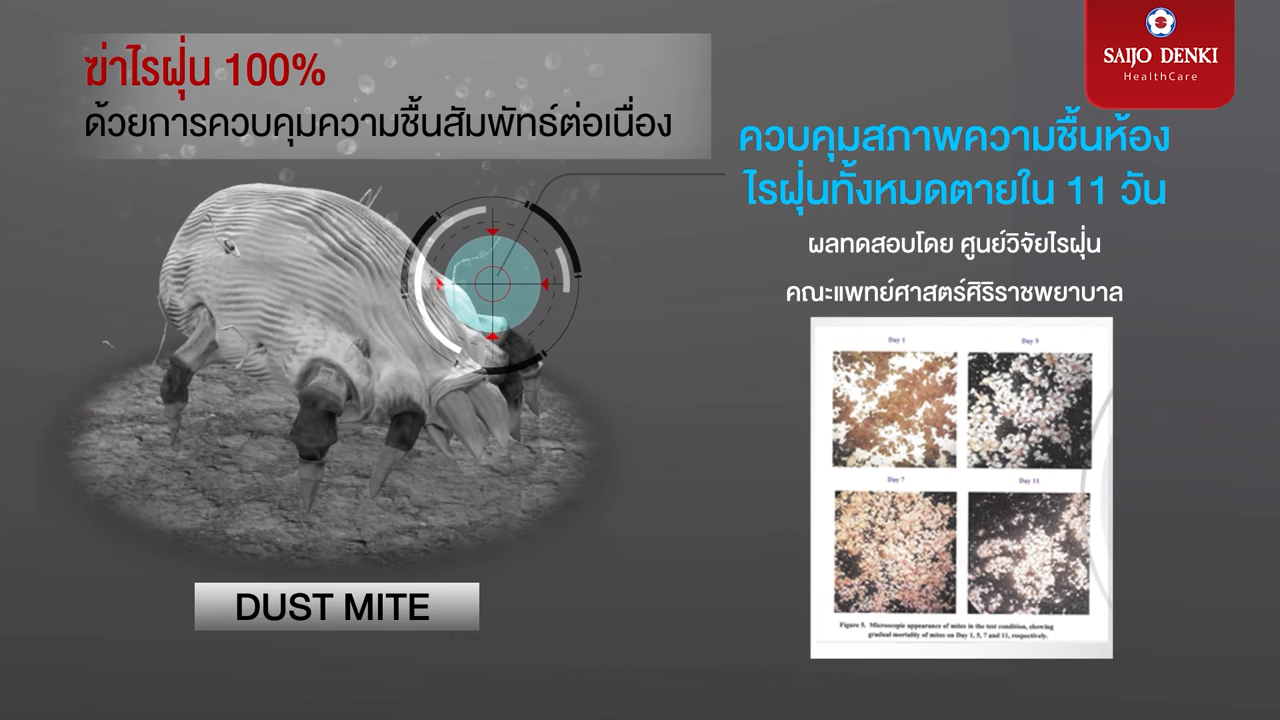 ฆ่าไรฝุ่น 100%
ด้วยการควบคุมความชื้นสัมพัทธ์ต่อเนื่อง
SAIJO DENKI
HealthCare
ควบคุมสภาพความชื้นห้อง
ไรฝุ่นทั้งหมดตายใน 11 วัน
ผลทดสอบโดย ศูนย์วิจัยไรฝุ่น
คณะแพทย์ศาสตร์ศิริราชพยาบาล
Day 1
Day 5
Day 7
Day 11
Figure 5. Microscopic appearance of mites in the test condition, showing
gradual mortality of mites on Day 1, 5, 7 and 11, respectively.
DUST MITE